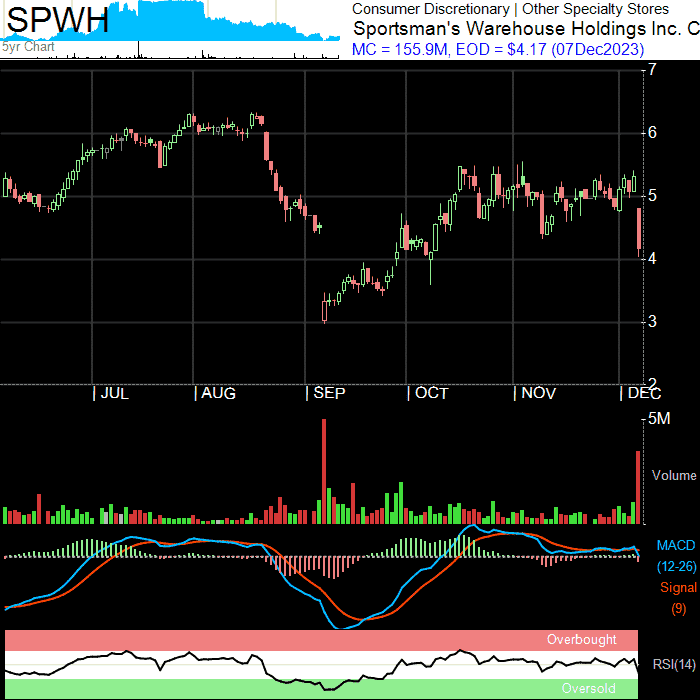 SPWH
5yr Chart
Consumer Discretionary | Other Specialty Stores
Sportsman's Warehouse Holdings Inc. C
MC = 155.9M, EOD = $4.17 (07Dec2023)
7
6
5
4
3
2
| JUL | AUG | SEP | OCT | NOV | DEC
5M
Volume
MACD
(12-26)
Signal
(9)
Overbought
RSI(14)
Oversold